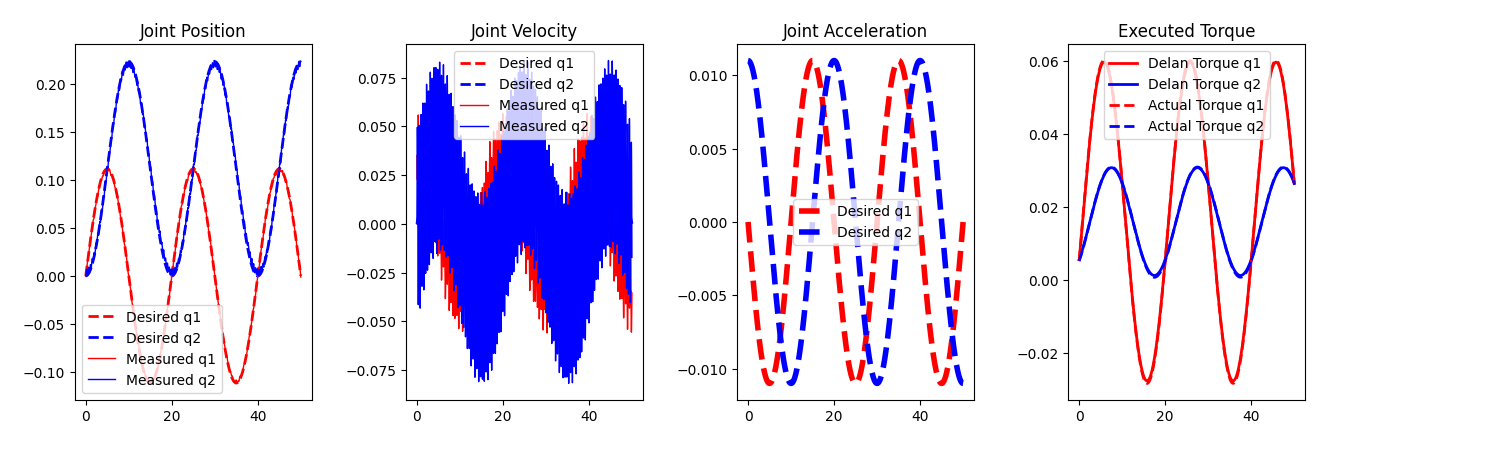 Joint Position
0.20
0.15
0.10
0.05
0.00
−0.05
−0.10
0
20
40
Desired q1
Desired q2
Measured q1
Measured q2
Joint Velocity
0.075
0.050
0.025
0.000
−0.025
−0.050
−0.075
0
20
40
Desired q1
Desired q2
Measured q1
Measured q2
Joint Acceleration
0.010
0.005
0.000
−0.005
−0.010
0
20
40
Desired q1
Desired q2
Executed Torque
0.06
0.04
0.02
0.00
−0.02
0
20
40
Delan Torque q1
Delan Torque q2
Actual Torque q1
Actual Torque q2